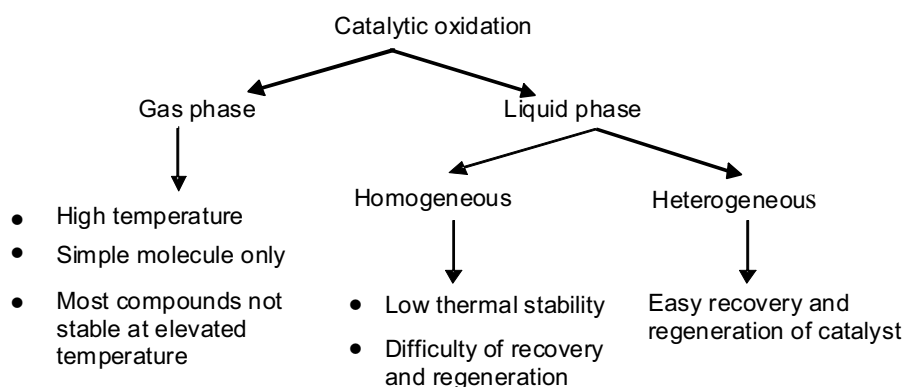 Catalytic oxidation
Gas phase
Liquid phase
Homogeneous
Heterogeneous
● High temperature
● Simple molecule only
● Most compounds not
stable at elevated
temperature
● Low thermal stability
● Difficulty of recovery
and regeneration
Easy recovery and
regeneration of catalyst